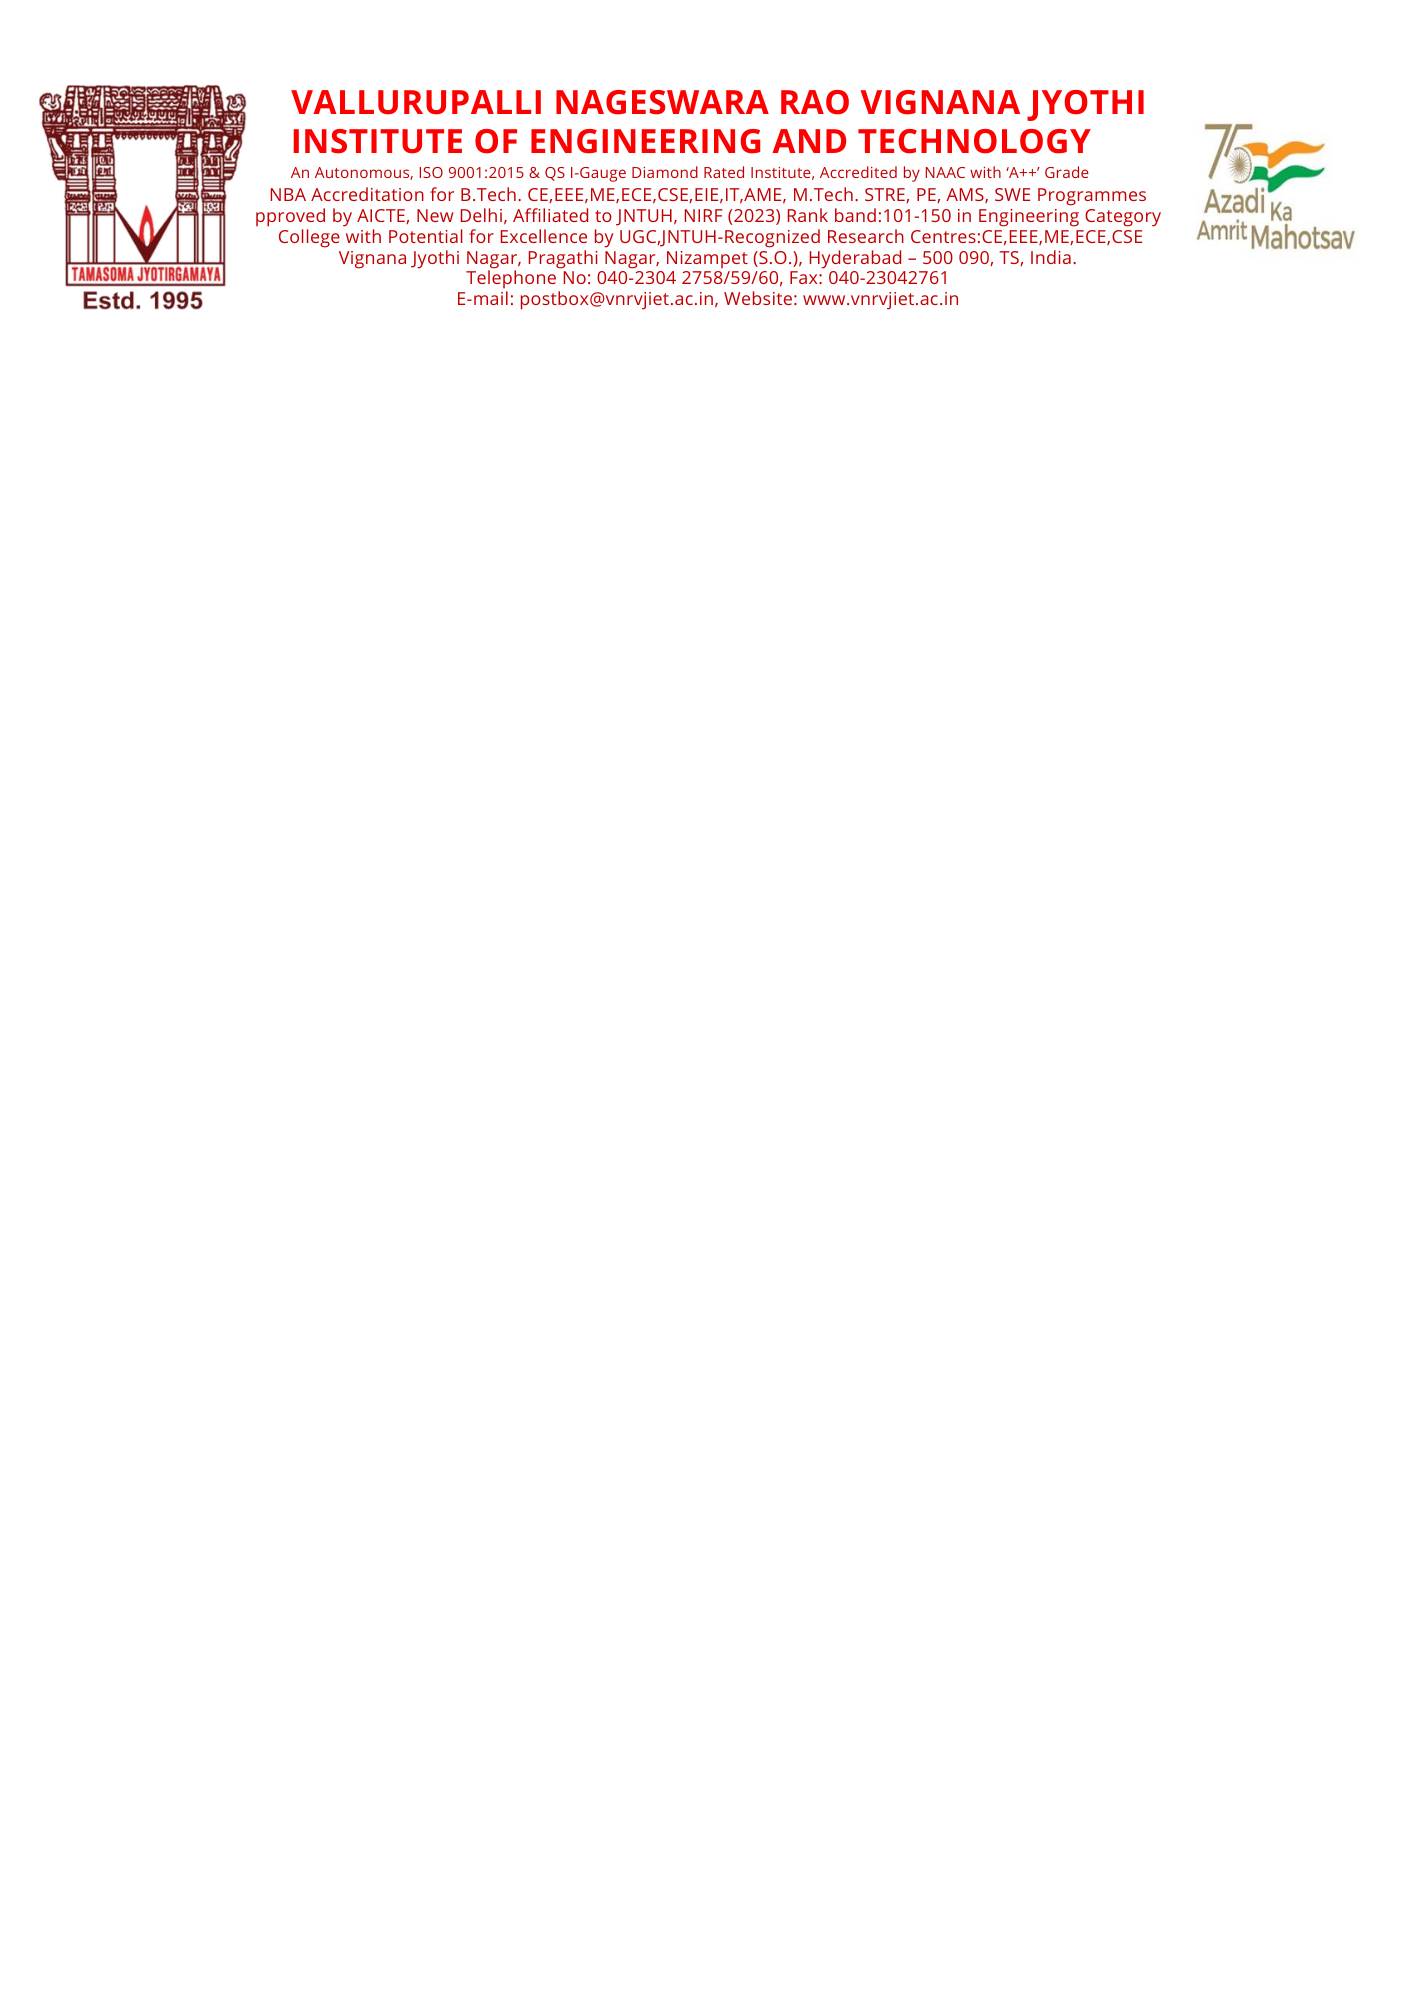 VALLURUPALLI NAGESWARA RAO VIGNANA JYOTHI
INSTITUTE OF ENGINEERING AND TECHNOLOGY
An Autonomous, ISO 9001:2015 & QS I-Gauge Diamond Rated Institute, Accredited by NAAC with ‘A++’ Grade
NBA Accreditation for B.Tech. CE,EEE,ME,ECE,CSE,EIE,IT,AME, M.Tech. STRE, PE, AMS, SWE Programmes
pproved by AICTE, New Delhi, Affiliated to JNTUH, NIRF (2023) Rank band:101-150 in Engineering Category
College with Potential for Excellence by UGC,JNTUH-Recognized Research Centres:CE,EEE,ME,ECE,CSE
Vignana Jyothi Nagar, Pragathi Nagar, Nizampet (S.O.), Hyderabad – 500 090, TS, India.
Telephone No: 040-2304 2758/59/60, Fax: 040-23042761
E-mail: postbox@vnrvjiet.ac.in, Website: www.vnrvjiet.ac.in
TAMASOMA JYOTIRGAMAYA
Estd. 1995
75
Azadi Ka
Amrit Mahotsav